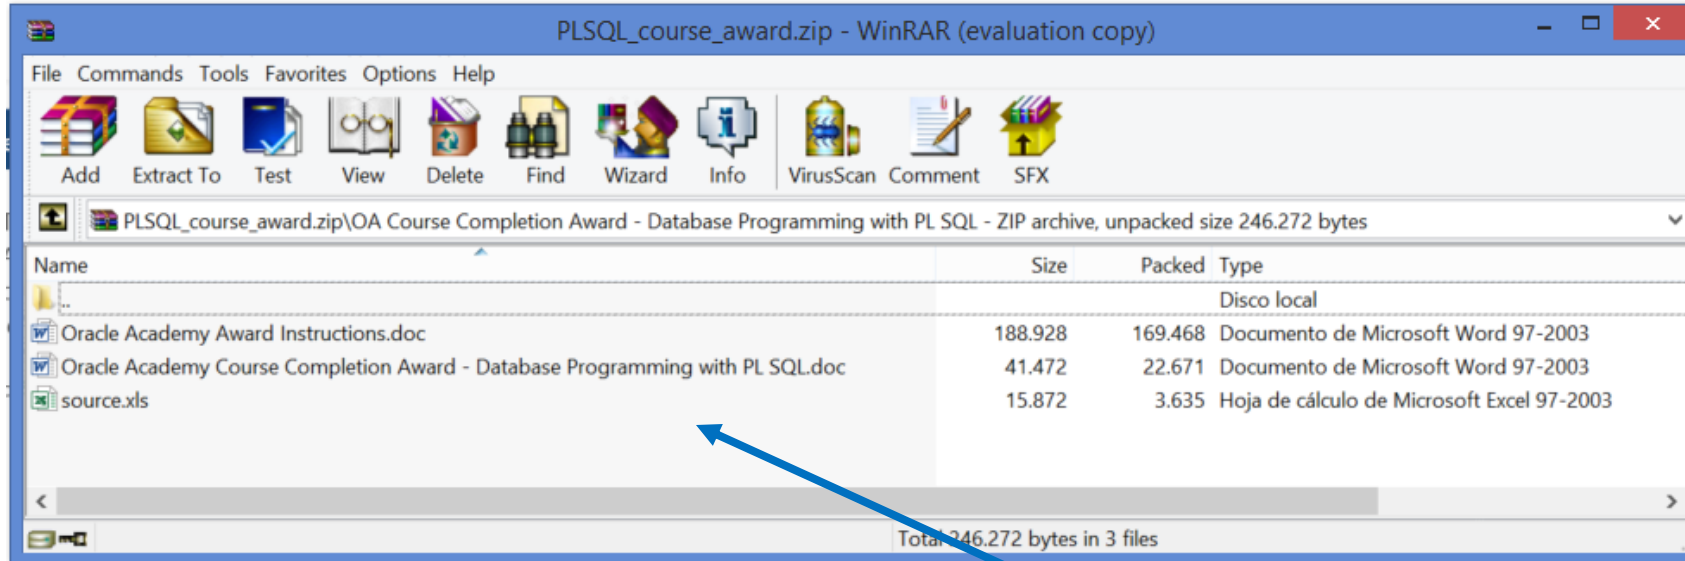 PLSQL_course_award.zip - WinRAR (evaluation copy)
File Commands Tools Favorites Options Help
Add Extract To Test View Delete Find Wizard Info VirusScan Comment SFX
PLSQL_course_award.zip\OA Course Completion Award - Database Programming with PL SQL - ZIP archive, unpacked size 246.272 bytes
Name Size Packed Type
.. Disco local
Oracle Academy Award Instructions.doc 188.928 169.468 Documento de Microsoft Word 97-2003
Oracle Academy Course Completion Award - Database Programming with PL SQL.doc 41.472 22.671 Documento de Microsoft Word 97-2003
source.xls 15.872 3.635 Hoja de cálculo de Microsoft Excel 97-2003
Total 246.272 bytes in 3 files